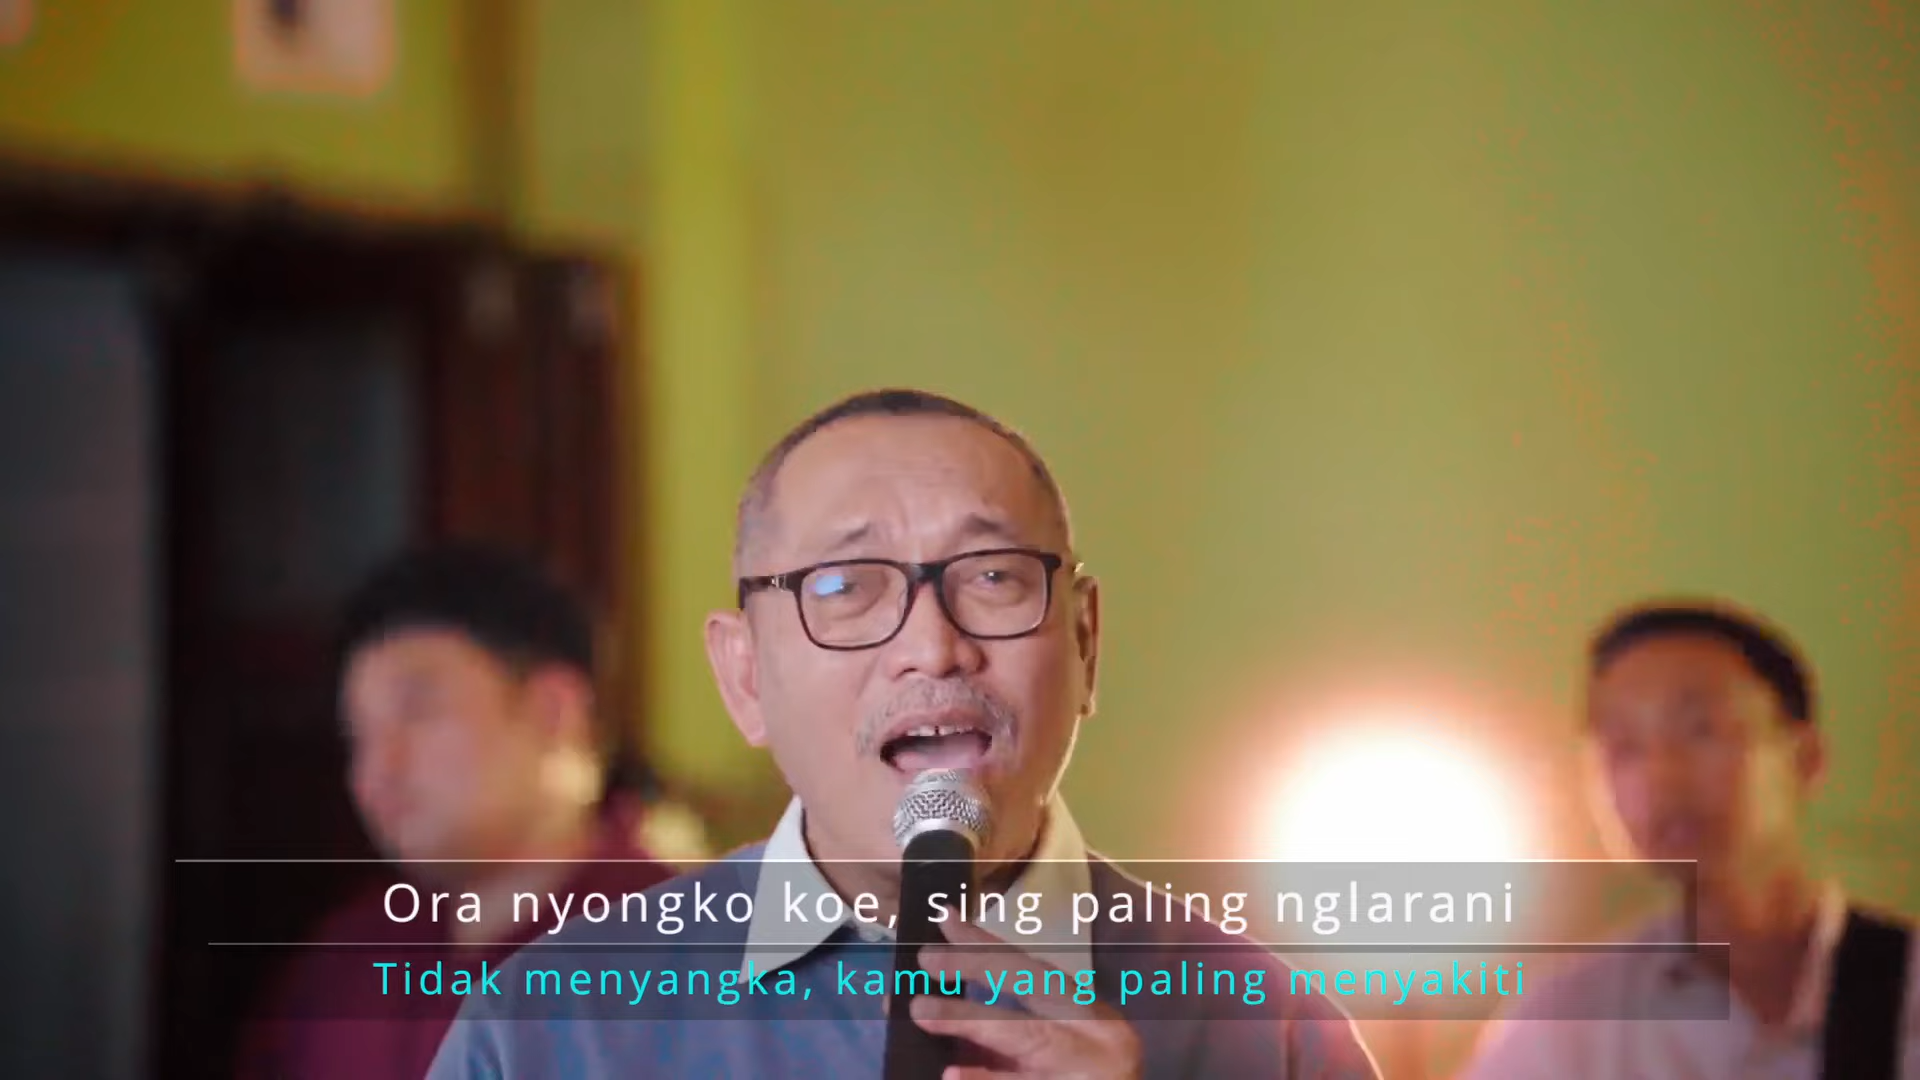 Ora nyongko koe, sing paling nglarani
Tidak menyangka, kamu yang paling menyakiti